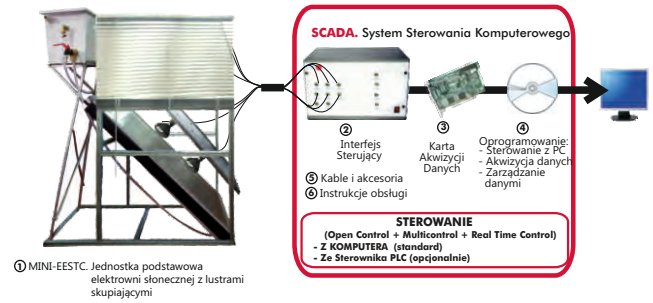 SCADA. System Sterowania Komputerowego
② Interfejs
Sterujący
③ Karta
Akwizycji
Danych
④ Oprogramowanie:
- Sterowanie z PC
- Akwizycja danych
- Zarządzanie
danymi
⑤ Kable i akcesoria
⑥ Instrukcje obsługi
STEROWANIE
(Open Control + Multicontrol + Real Time Control)
- Z KOMPUTERA (standard)
- Ze Sterownika PLC (opcjonalnie)
① MINI-EESTC. Jednostka podstawowa
elektrowni słonecznej z lustrami
skupiającymi